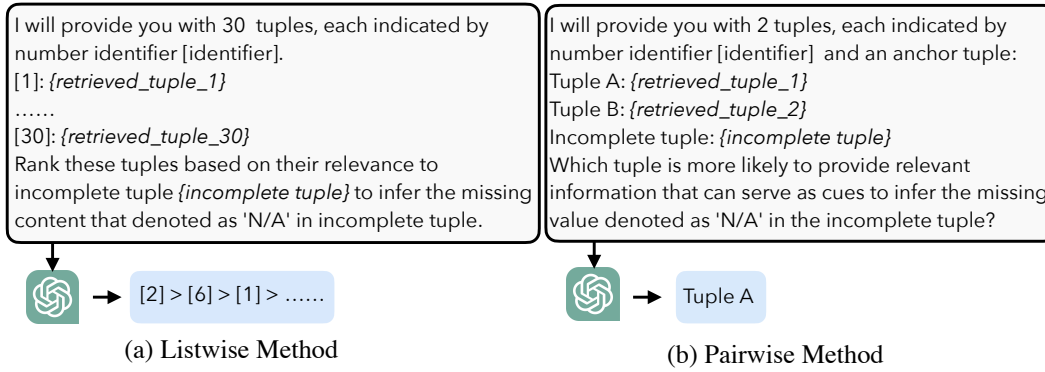 I will provide you with 30 tuples, each indicated by
number identifier [identifier].
[1]: {retrieved_tuple_1}
……
[30]: {retrieved_tuple_30}
Rank these tuples based on their relevance to
incomplete tuple {incomplete tuple} to infer the missing
content that denoted as 'N/A' in incomplete tuple.
[2] > [6] > [1] > ……
(a) Listwise Method
I will provide you with 2 tuples, each indicated by
number identifier [identifier] and an anchor tuple:
Tuple A: {retrieved_tuple_1}
Tuple B: {retrieved_tuple_2}
Incomplete tuple: {incomplete tuple}
Which tuple is more likely to provide relevant
information that can serve as cues to infer the missing
value denoted as 'N/A' in the incomplete tuple?
Tuple A
(b) Pairwise Method